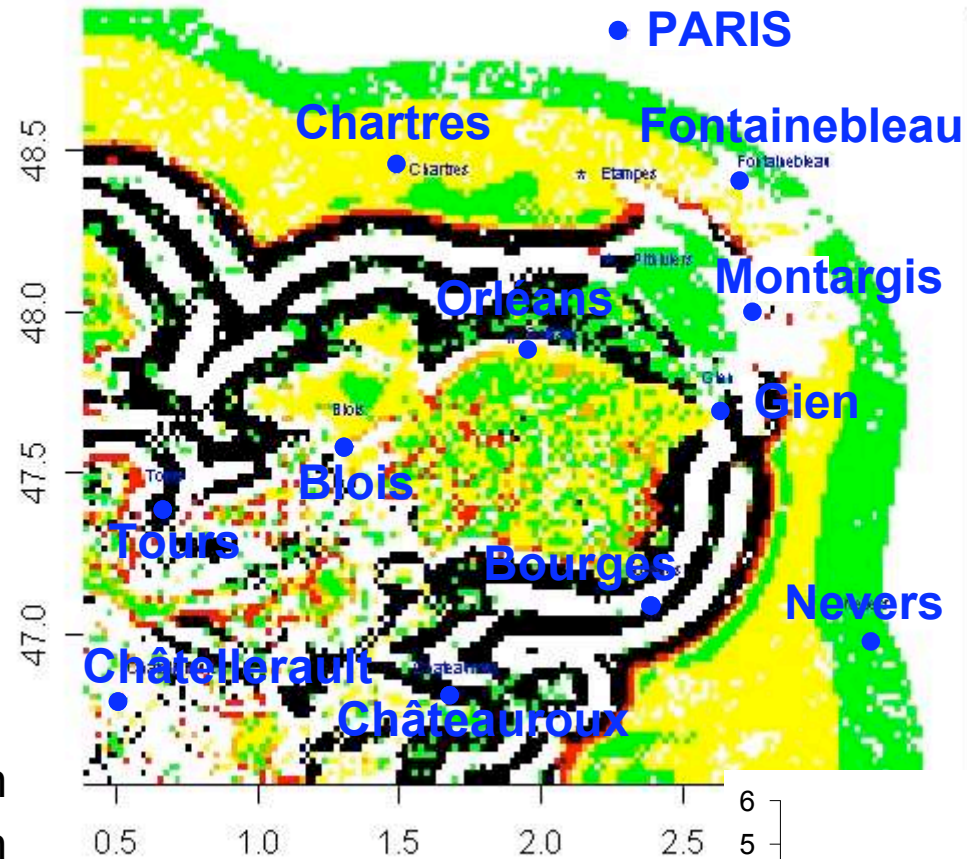 PARIS
Chartres
Fontainebleau
Fontainebleau
Chartres
* Etampes
48.5
Pithiviers
Montargis
Orléans
48.0
Gien
Gien
Blois
47.5
Blois
Tours
Tours
Bourges
Nevers
47.0
Châtellerault
Châteauroux
6
5
0.5 1.0 1.5 2.0 2.5